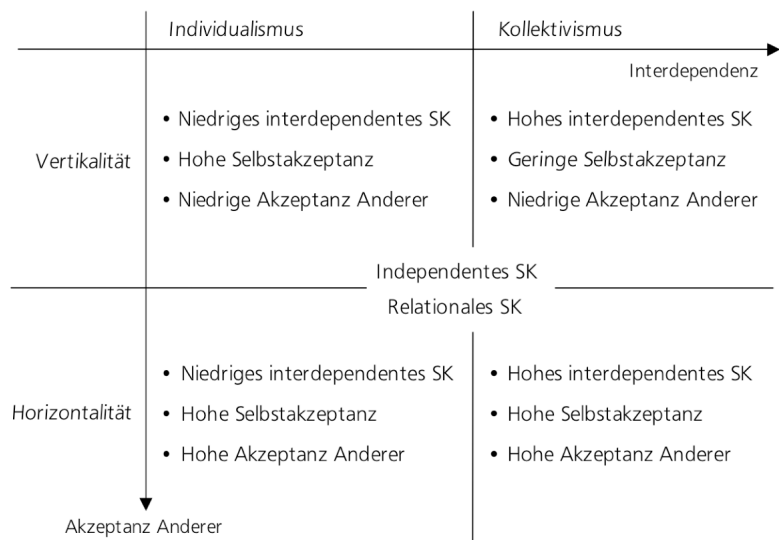 Individualismus
Kollektivismus
Interdependenz
Vertikalität
• Niedriges interdependentes SK
• Hohe Selbstakzeptanz
• Niedrige Akzeptanz Anderer
• Hohes interdependentes SK
• Geringe Selbstakzeptanz
• Niedrige Akzeptanz Anderer
Independentes SK
Relationales SK
Horizontalität
• Niedriges interdependentes SK
• Hohe Selbstakzeptanz
• Hohe Akzeptanz Anderer
• Hohes interdependentes SK
• Hohe Selbstakzeptanz
• Hohe Akzeptanz Anderer
Akzeptanz Anderer